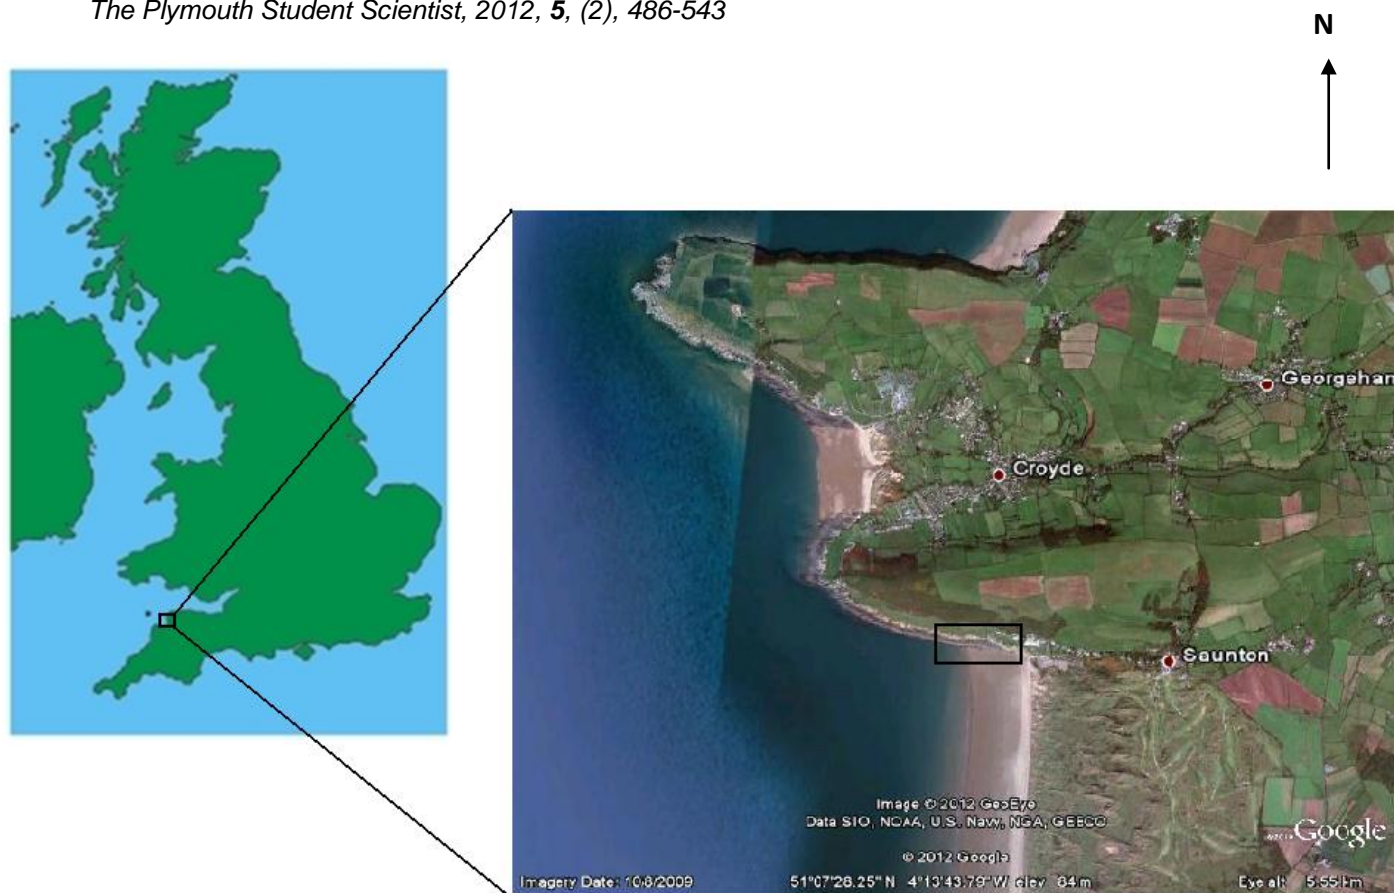 The Plymouth Student Scientist, 2012, 5, (2), 486-543
N
Georgeham
Croyde
Saunton
Image © 2012 GeoEye
Data SIO, NOAA, U.S. Navy, NGA, GEBCO
© 2012 Google
Google
Imagery Date: 10/8/2009
51°07'28.25" N 4°13'43.79" W elev 84 m
Eye alt 5.55 km